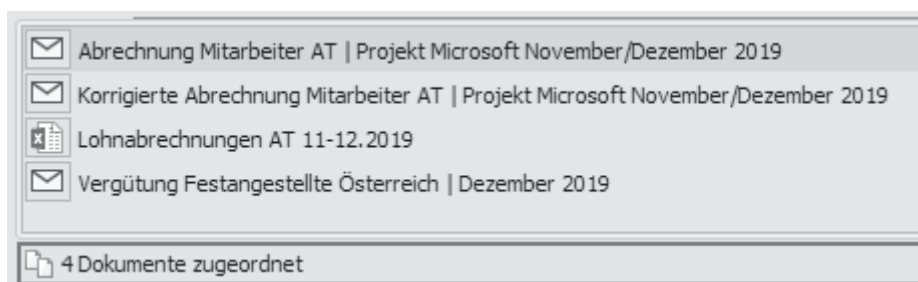 Abrechnung Mitarbeiter AT | Projekt Microsoft November/Dezember 2019
Korrigierte Abrechnung Mitarbeiter AT | Projekt Microsoft November/Dezember 2019
Lohnabrechnungen AT 11-12.2019
Vergütung Festangestellte Österreich | Dezember 2019
4 Dokumente zugeordnet